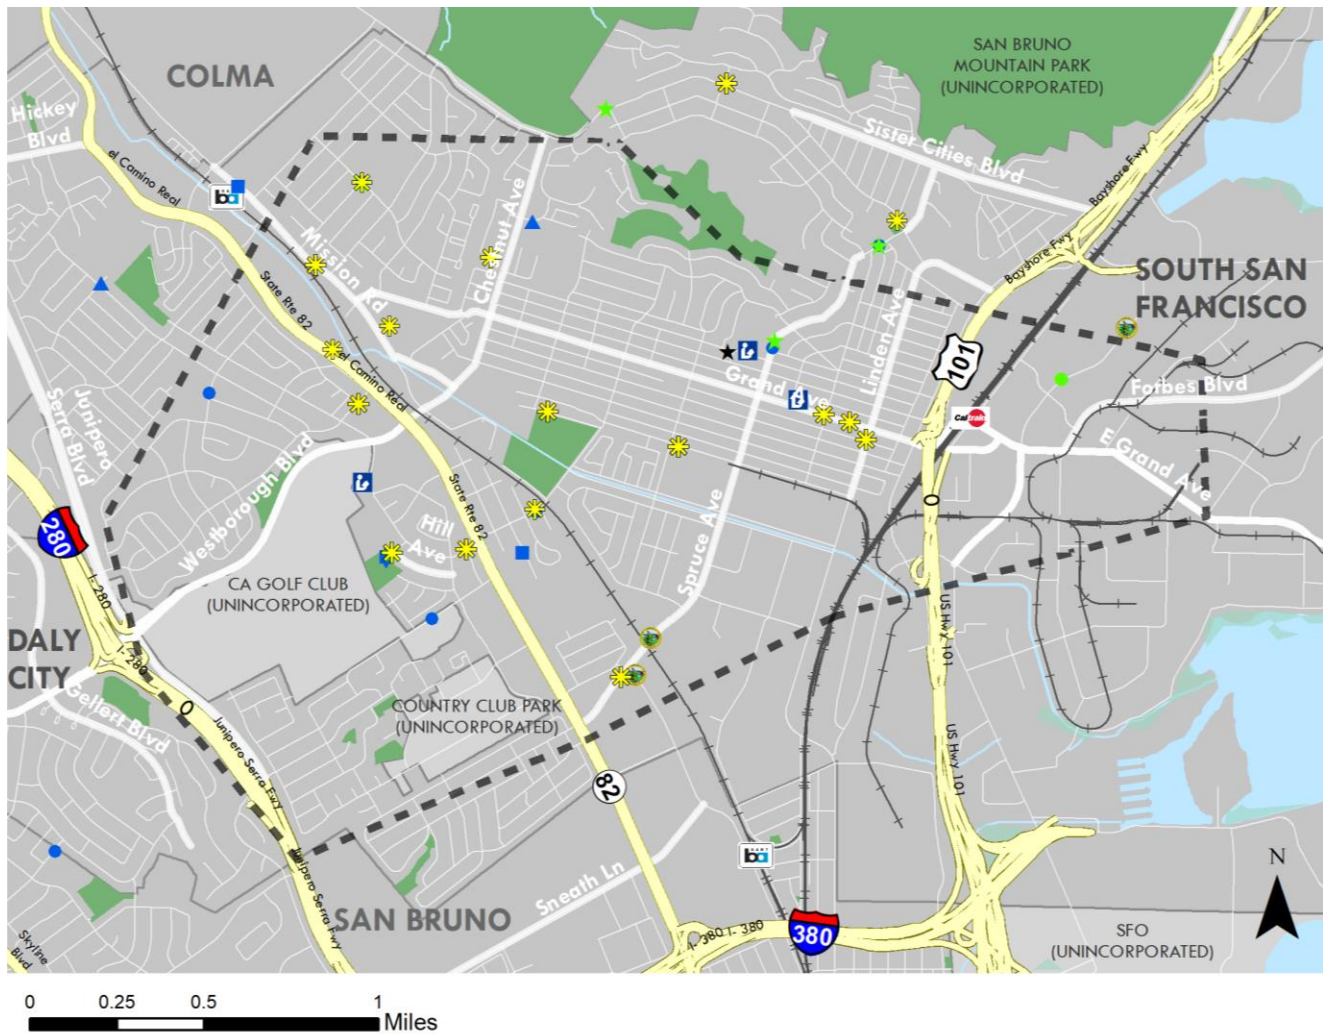 COLMA
SAN BRUNO
MOUNTAIN PARK
(UNINCORPORATED)
Hickey
Blvd
el Camino Real
Sister Cities Blvd
Bayshore Fwy
Chestnut Ave
Mission Rd
Bayshore Fwy
SOUTH SAN
FRANCISCO
State Rte 82
Linden Ave
101
el Camino Real
Grand Ave
Caltrain
Forbes Blvd
Junipero
Serra Blvd
E Grand Ave
Westborough Blvd
State Rte 82
0
280
Hill
Ave
Spruce Ave
CA GOLF CLUB
(UNINCORPORATED)
I- 280
US Hwy 101
DALY
CITY
I- 280
Gellert Blvd
0
COUNTRY CLUB PARK
(UNINCORPORATED)
Junipero Serra Fwy
US Hwy 101
82
BART
ba
Junipero Serra Fwy
Sneath Ln
N
SAN BRUNO
I- 380
I- 380
380
SFO
(UNINCORPORATED)
Skyline
Blvd
0 0.25 0.5 1
Miles